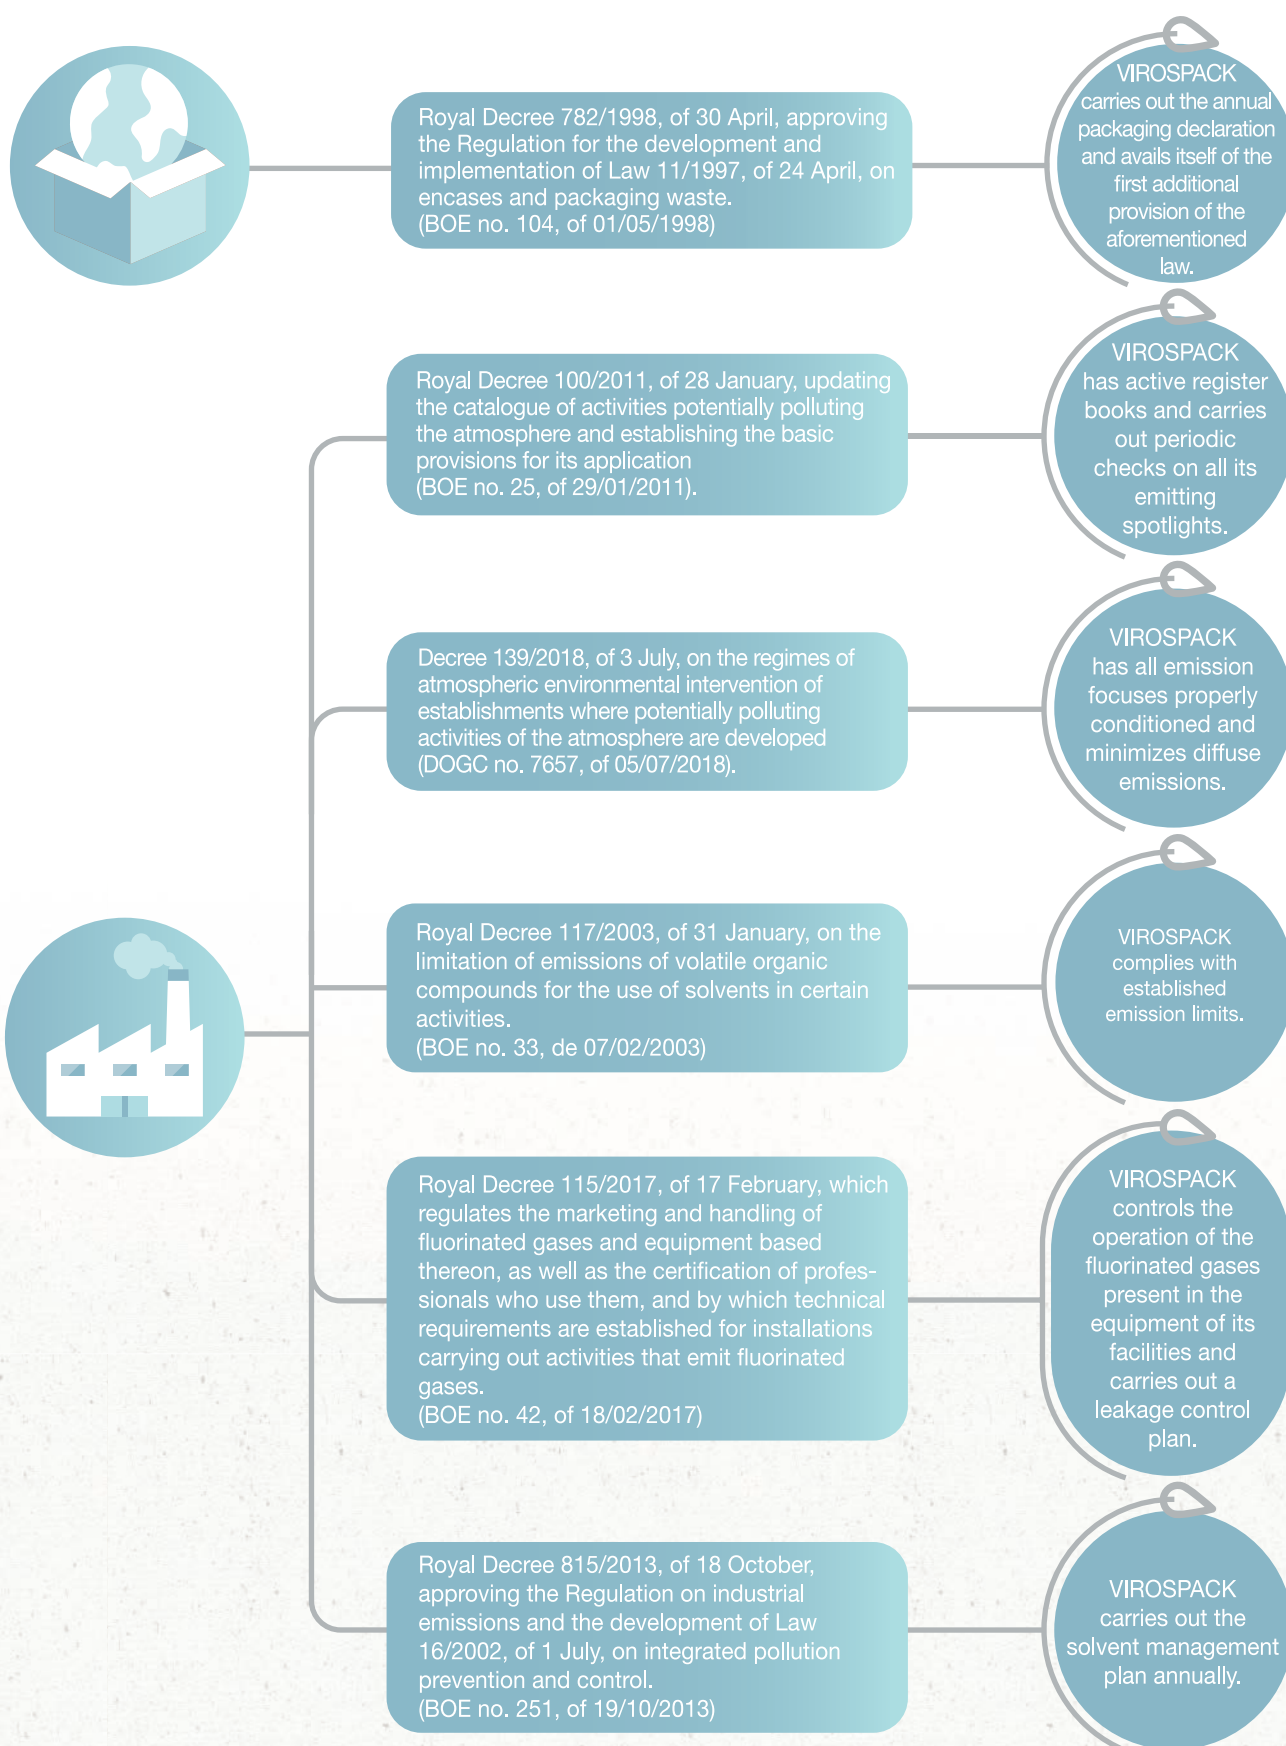 Royal Decree 782/1998, of 30 April, approving
the Regulation for the development and
implementation of Law 11/1997, of 24 April, on
encases and packaging waste.
(BOE no. 104, of 01/05/1998)
VIROSPACK
carries out the annual
packaging declaration
and avails itself of the
first additional
provision of the
aforementioned
law.
Royal Decree 100/2011, of 28 January, updating
the catalogue of activities potentially polluting
the atmosphere and establishing the basic
provisions for its application
(BOE no. 25, of 29/01/2011).
VIROSPACK
has active register
books and carries
out periodic
checks on all its
emitting
spotlights.
Decree 139/2018, of 3 July, on the regimes of
atmospheric environmental intervention of
establishments where potentially polluting
activities of the atmosphere are developed
(DOGC no. 7657, of 05/07/2018).
VIROSPACK
has all emission
focuses properly
conditioned and
minimizes diffuse
emissions.
Royal Decree 117/2003, of 31 January, on the
limitation of emissions of volatile organic
compounds for the use of solvents in certain
activities.
(BOE no. 33, de 07/02/2003)
VIROSPACK
complies with
established
emission limits.
Royal Decree 115/2017, of 17 February, which
regulates the marketing and handling of
fluorinated gases and equipment based
thereon, as well as the certification of profes-
sionals who use them, and by which technical
requirements are established for installations
carrying out activities that emit fluorinated
gases.
(BOE no. 42, of 18/02/2017)
VIROSPACK
controls the
operation of the
fluorinated gases
present in the
equipment of its
facilities and
carries out a
leakage control
plan.
Royal Decree 815/2013, of 18 October,
approving the Regulation on industrial
emissions and the development of Law
16/2002, of 1 July, on integrated pollution
prevention and control.
(BOE no. 251, of 19/10/2013)
VIROSPACK
carries out the
solvent management
plan annually.